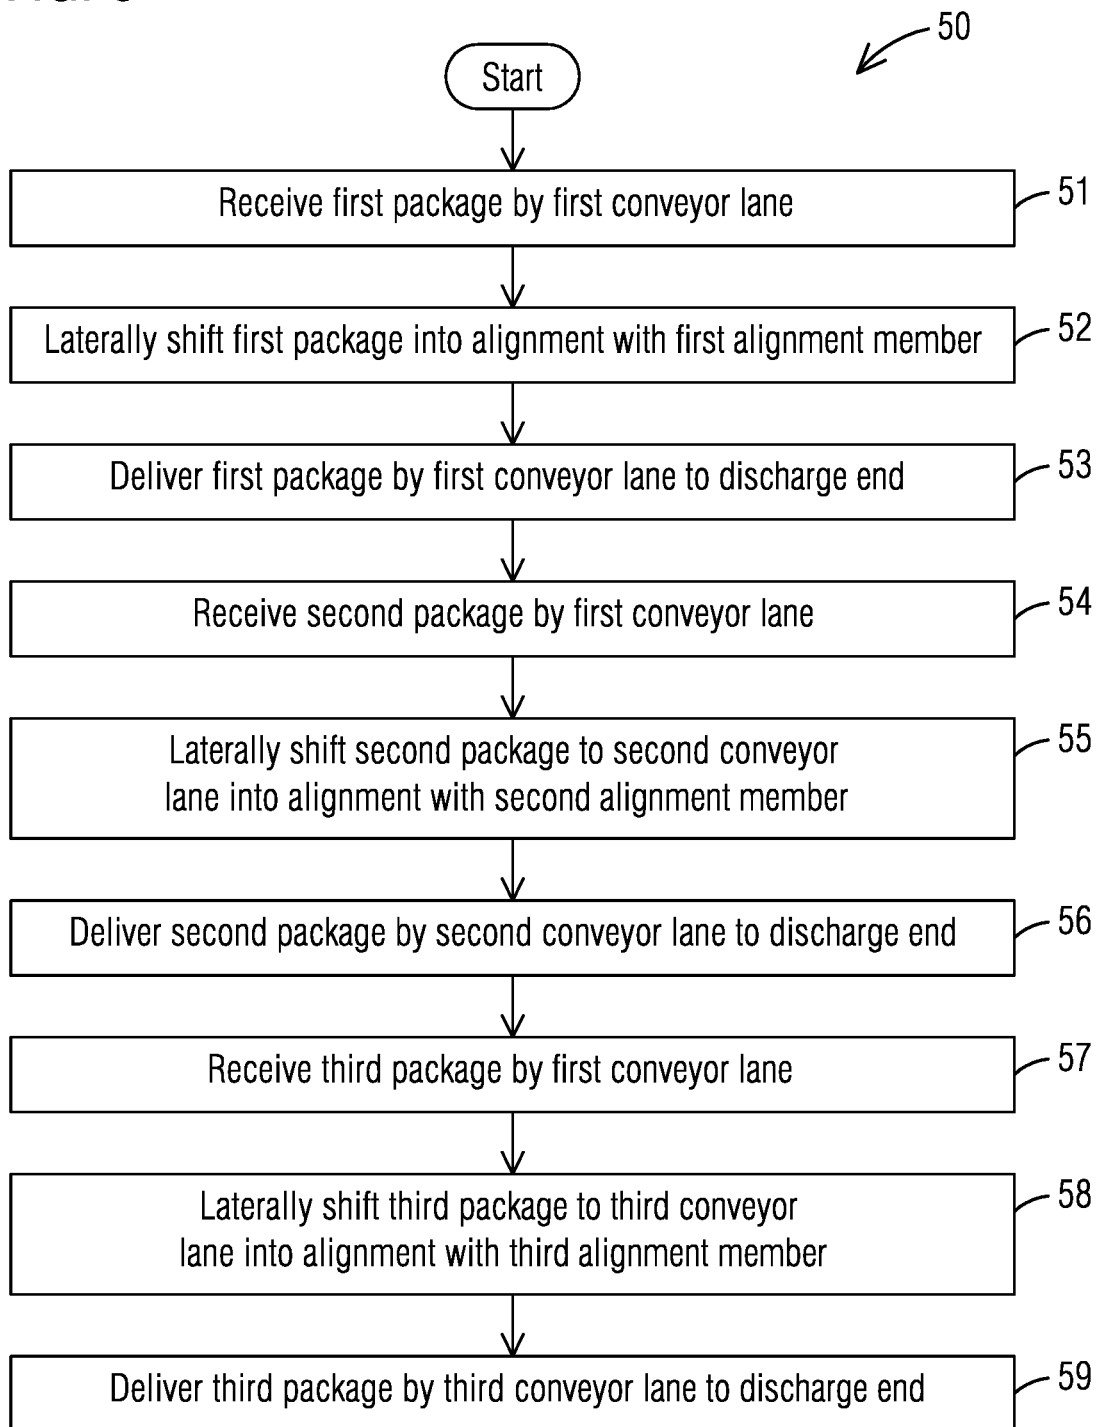 50
Start
Receive first package by first conveyor lane
51
Laterally shift first package into alignment with first alignment member
52
Deliver first package by first conveyor lane to discharge end
53
Receive second package by first conveyor lane
54
Laterally shift second package to second conveyor
lane into alignment with second alignment member
55
Deliver second package by second conveyor lane to discharge end
56
Receive third package by first conveyor lane
57
Laterally shift third package to third conveyor
lane into alignment with third alignment member
58
Deliver third package by third conveyor lane to discharge end
59